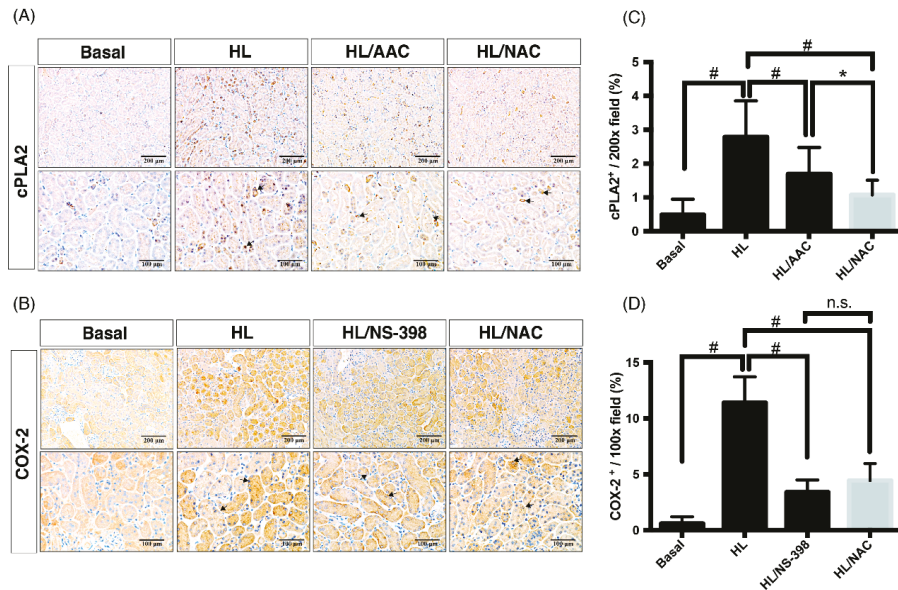 (A)
Basal HL HL/AAC HL/NAC
cPLA2
200 µm 200 µm 200 µm 200 µm
100 µm 100 µm 100 µm 100 µm
(B)
Basal HL HL/NS-398 HL/NAC
COX-2
200 µm 200 µm 200 µm 200 µm
100 µm 100 µm 100 µm 100 µm
(C)
cPLA2⁺ / 200x field (%)
5
4
3
2
1
0
# # # *
Basal HL HL/AAC HL/NAC
(D)
COX-2 ⁺ / 100x field (%)
15
10
5
0
# # # n.s.
Basal HL HL/NS-398 HL/NAC